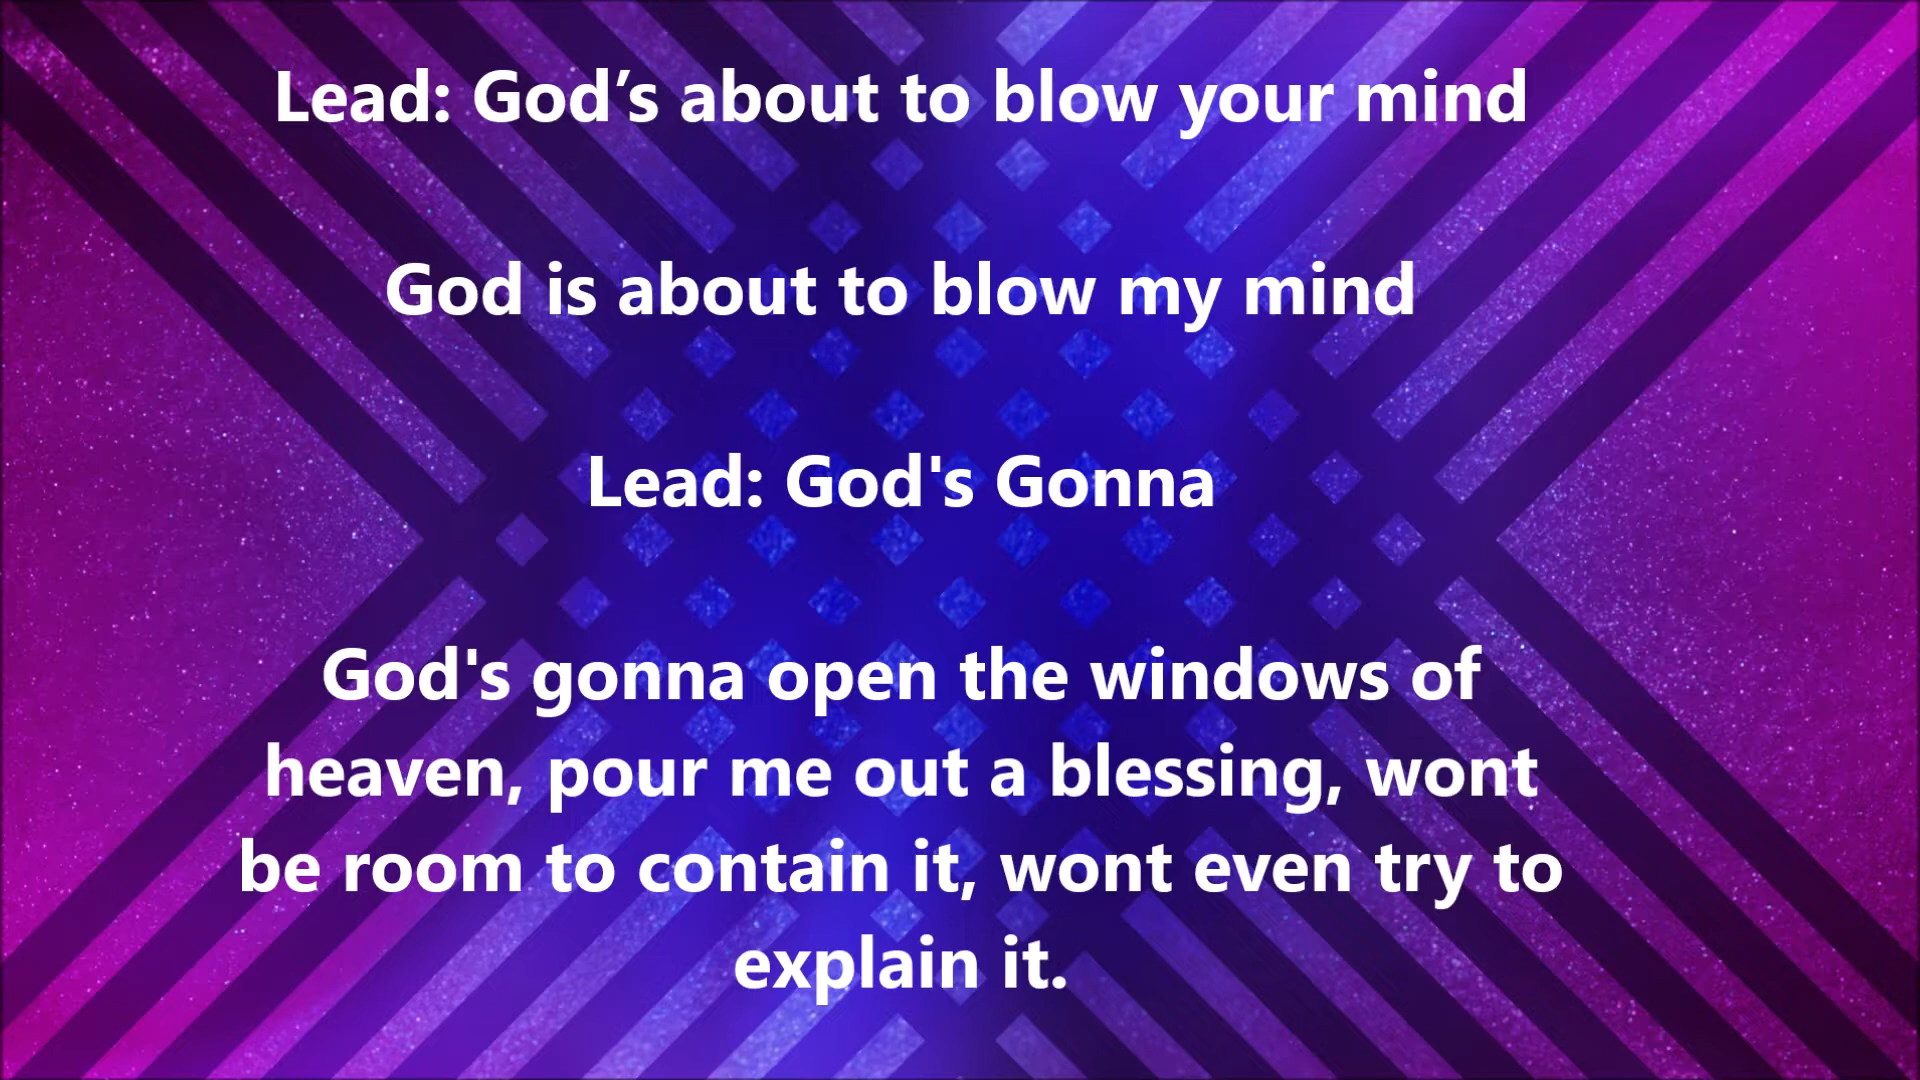 Lead: God’s about to blow your mind
God is about to blow my mind
Lead: God's Gonna
God's gonna open the windows of
heaven, pour me out a blessing, wont
be room to contain it, wont even try to
explain it.